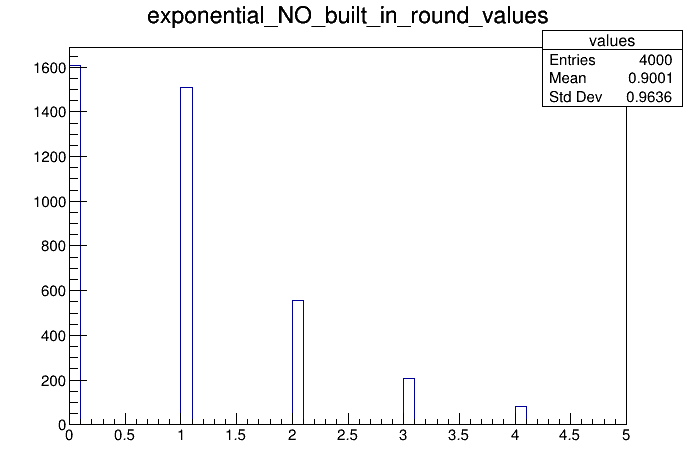 exponential_NO_built_in_round_values
values
Entries 4000
Mean 0.9001
Std Dev 0.9636
1600
1400
1200
1000
800
600
400
200
0
0 0.5 1 1.5 2 2.5 3 3.5 4 4.5 5